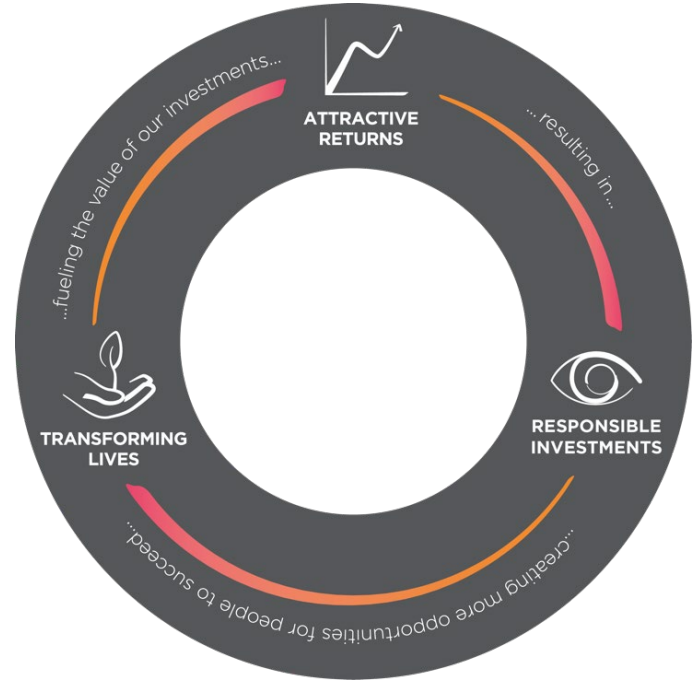 ATTRACTIVE
RETURNS
... resulting in ...
RESPONSIBLE
INVESTMENTS
...creating more opportunities for people to succeed...
TRANSFORMING
LIVES
...fueling the value of our investments...